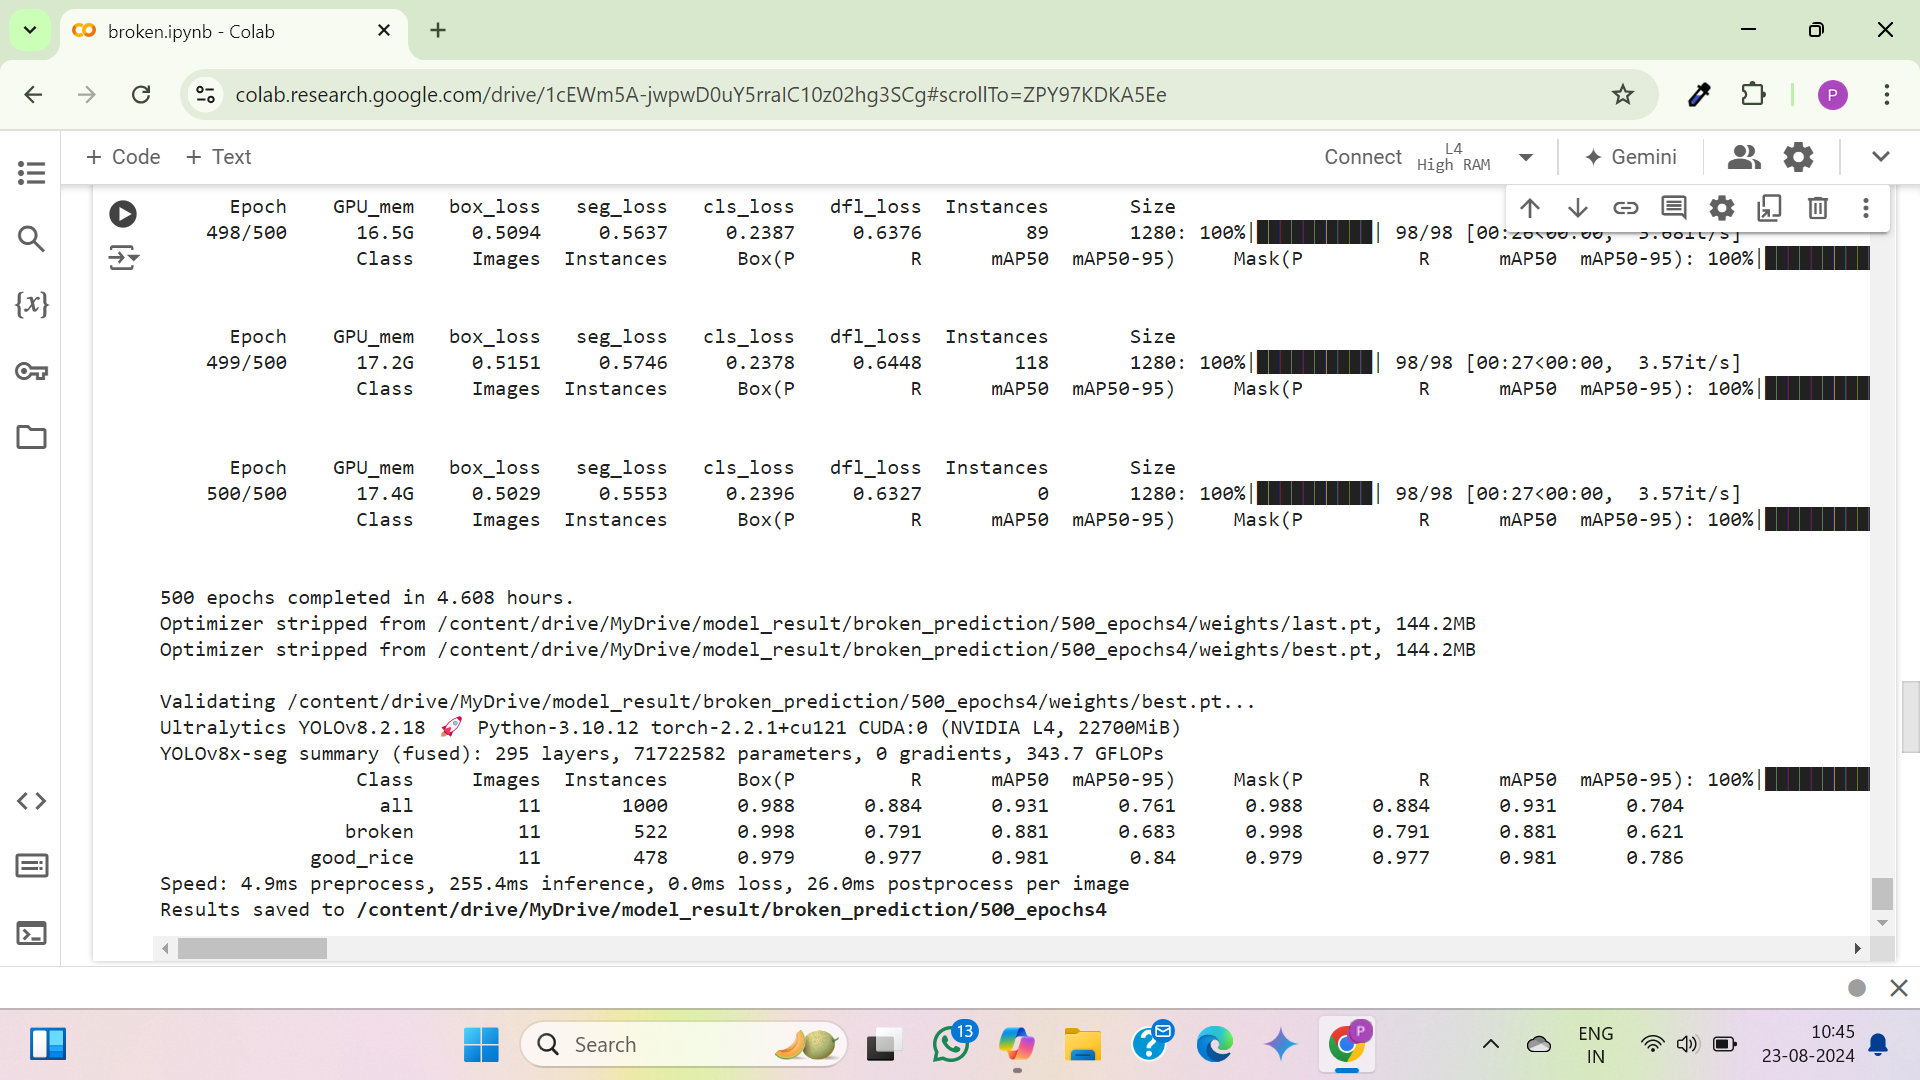 broken.ipynb - Colab
colab.research.google.com/drive/1cEWm5A-jwpwD0uY5rraIC10z02hg3SCg#scrollTo=ZPY97KDKA5Ee
P
+ Code + Text
Connect L4 High RAM Gemini
Epoch GPU_mem box_loss seg_loss cls_loss dfl_loss Instances Size
498/500 16.5G 0.5094 0.5637 0.2387 0.6376 89 1280: 100%| | 98/98 [00:26<00:00, 3.68it/s]
Class Images Instances Box(P R mAP50 mAP50-95) Mask(P R mAP50 mAP50-95): 100%|
Epoch GPU_mem box_loss seg_loss cls_loss dfl_loss Instances Size
499/500 17.2G 0.5151 0.5746 0.2378 0.6448 118 1280: 100%| | 98/98 [00:27<00:00, 3.57it/s]
Class Images Instances Box(P R mAP50 mAP50-95) Mask(P R mAP50 mAP50-95): 100%|
Epoch GPU_mem box_loss seg_loss cls_loss dfl_loss Instances Size
500/500 17.4G 0.5029 0.5553 0.2396 0.6327 0 1280: 100%| | 98/98 [00:27<00:00, 3.57it/s]
Class Images Instances Box(P R mAP50 mAP50-95) Mask(P R mAP50 mAP50-95): 100%|
500 epochs completed in 4.608 hours.
Optimizer stripped from /content/drive/MyDrive/model_result/broken_prediction/500_epochs4/weights/last.pt, 144.2MB
Optimizer stripped from /content/drive/MyDrive/model_result/broken_prediction/500_epochs4/weights/best.pt, 144.2MB
Validating /content/drive/MyDrive/model_result/broken_prediction/500_epochs4/weights/best.pt...
Ultralytics YOLOv8.2.18 🚀 Python-3.10.12 torch-2.2.1+cu121 CUDA:0 (NVIDIA L4, 22700MiB)
YOLOv8x-seg summary (fused): 295 layers, 71722582 parameters, 0 gradients, 343.7 GFLOPs
Class Images Instances Box(P R mAP50 mAP50-95) Mask(P R mAP50 mAP50-95): 100%|
all 11 1000 0.988 0.884 0.931 0.761 0.988 0.884 0.931 0.704
broken 11 522 0.998 0.791 0.881 0.683 0.998 0.791 0.881 0.621
good_rice 11 478 0.979 0.977 0.981 0.84 0.979 0.977 0.981 0.786
Speed: 4.9ms preprocess, 255.4ms inference, 0.0ms loss, 26.0ms postprocess per image
Results saved to /content/drive/MyDrive/model_result/broken_prediction/500_epochs4
Search
13
P
ENG
IN
10:45
23-08-2024